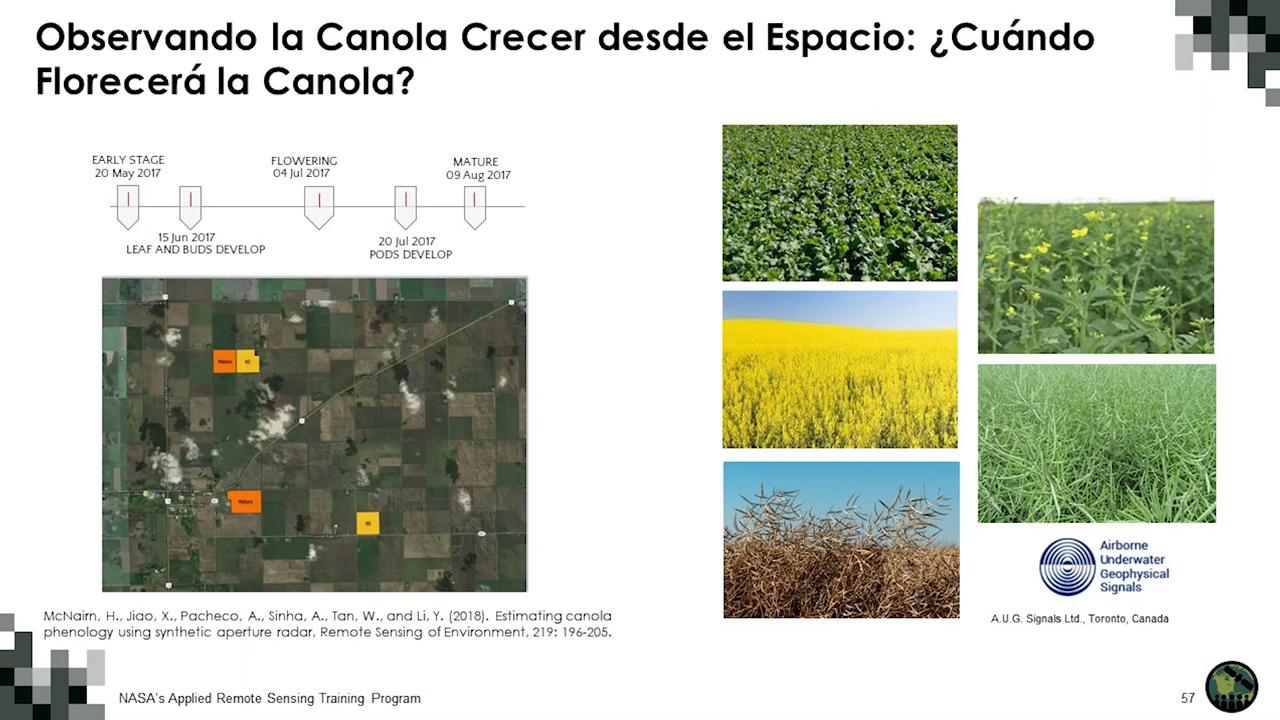 Observando la Canola Crecer desde el Espacio: ¿Cuándo
Florecerá la Canola?
EARLY STAGE
20 May 2017
FLOWERING
04 Jul 2017
MATURE
09 Aug 2017
15 Jun 2017
LEAF AND BUDS DEVELOP
20 Jul 2017
PODS DEVELOP
McNairn, H., Jiao, X., Pacheco, A., Sinha, A., Tan, W., and Li, Y. (2018). Estimating canola
phenology using synthetic aperture radar, Remote Sensing of Environment, 219: 196-205.
Airborne
Underwater
Geophysical
Signals
A.U.G. Signals Ltd., Toronto, Canada
NASA's Applied Remote Sensing Training Program
57